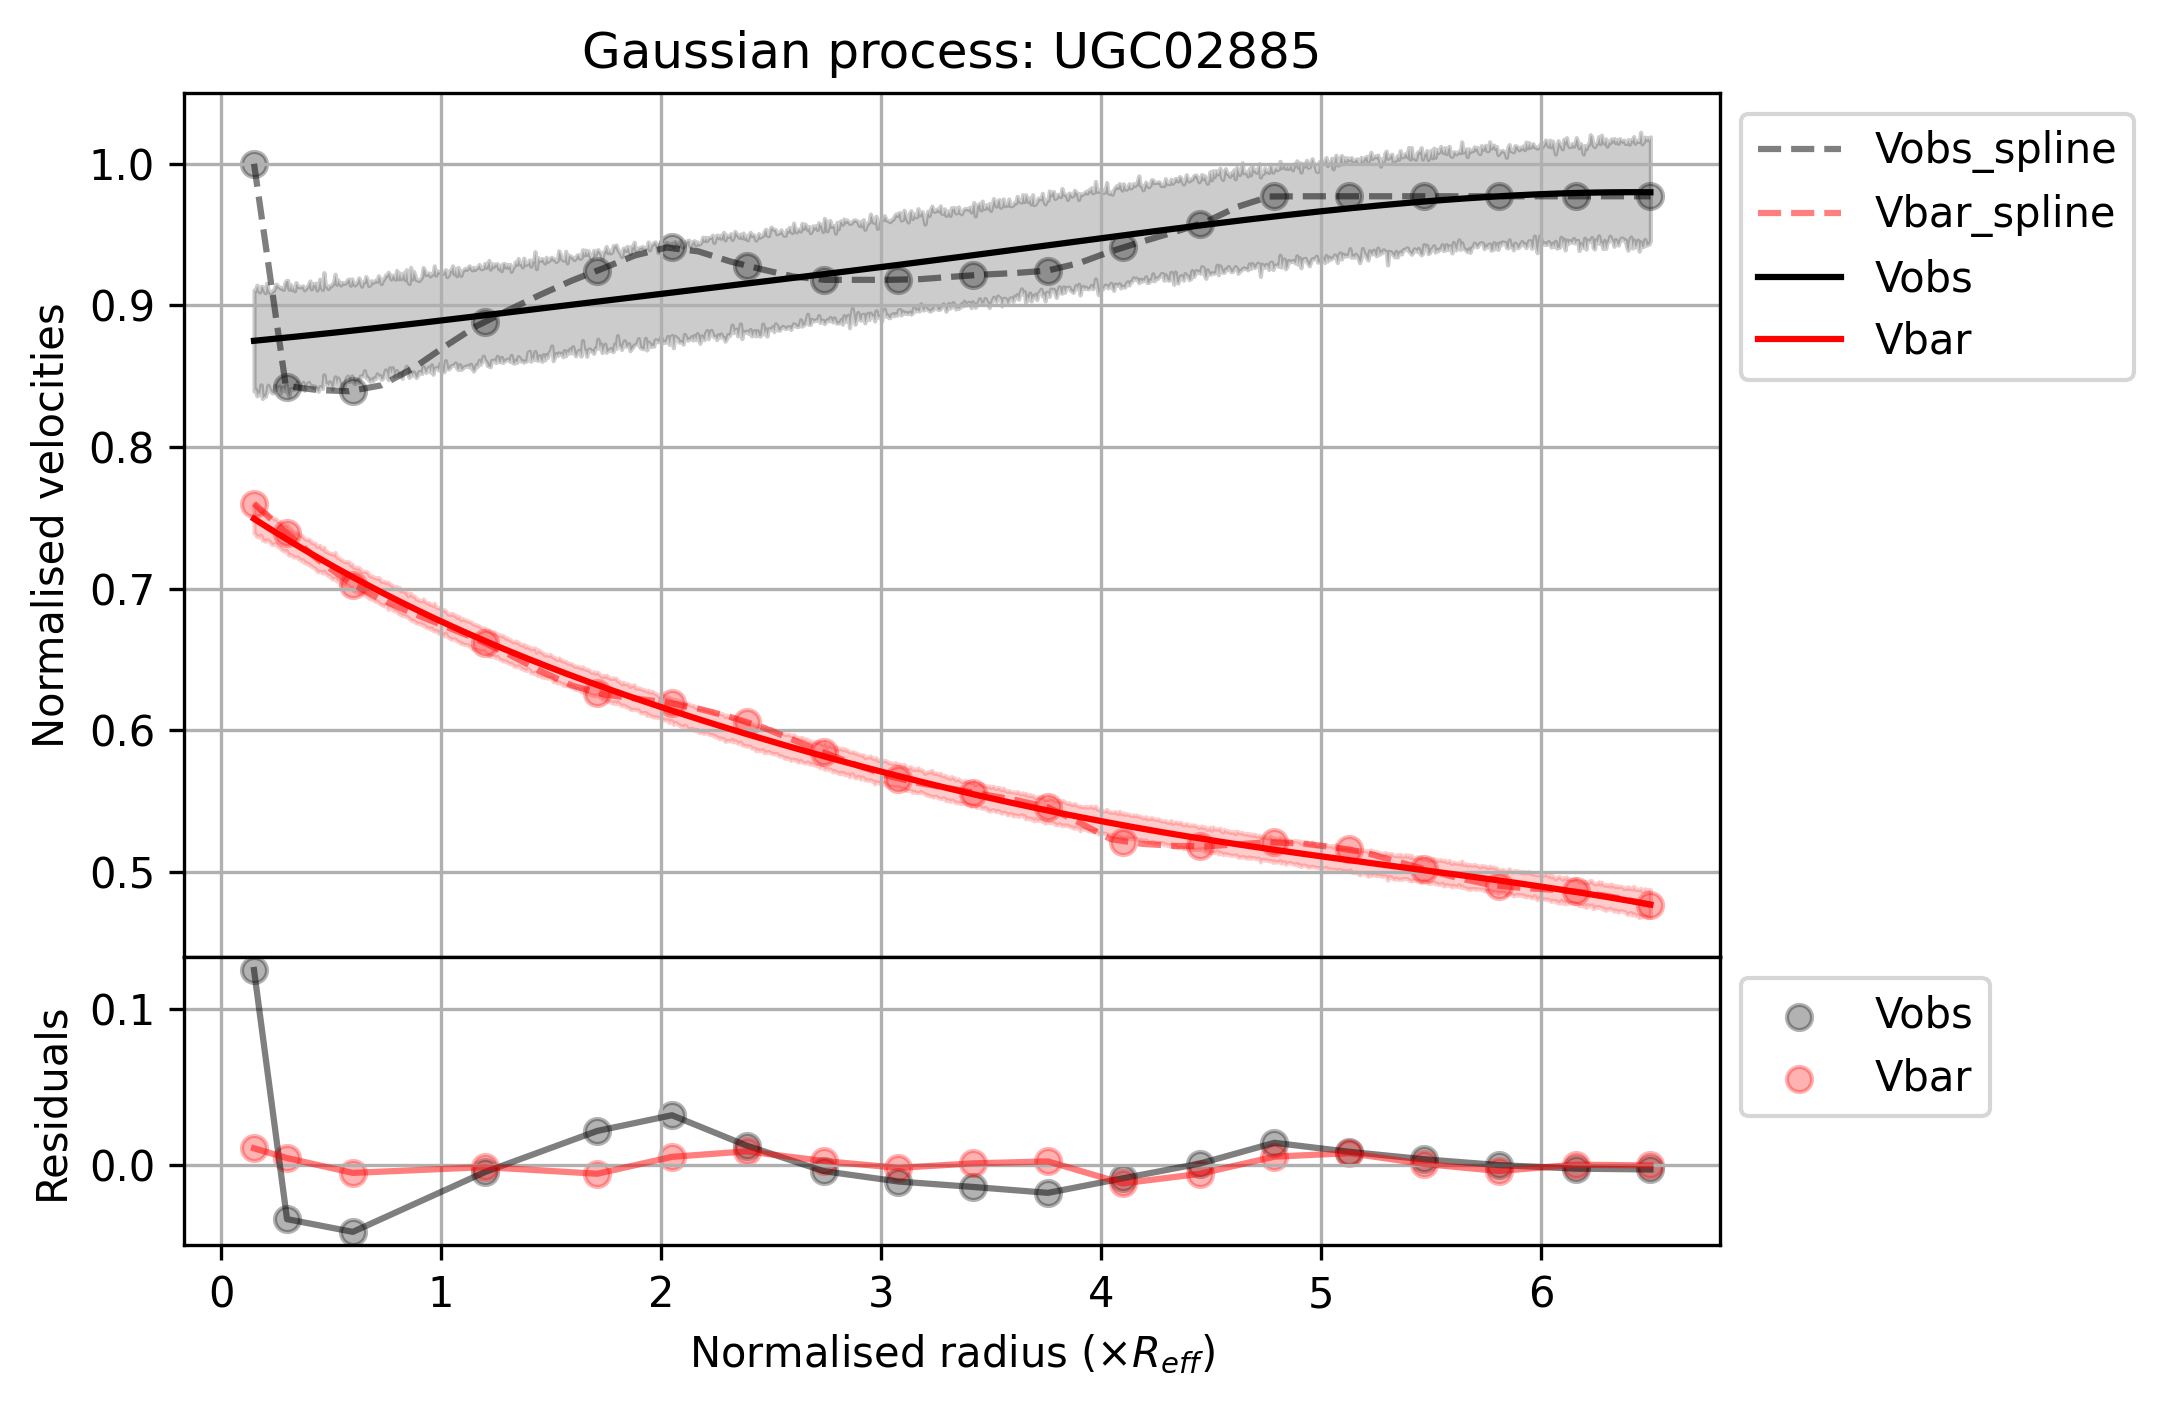 Gaussian process: UGC02885
Normalised velocities
1.0
0.9
0.8
0.7
0.6
0.5
Vobs_spline
Vbar_spline
Vobs
Vbar
Residuals
0.1
0.0
Vobs
Vbar
0 1 2 3 4 5 6
Normalised radius (×R_eff)